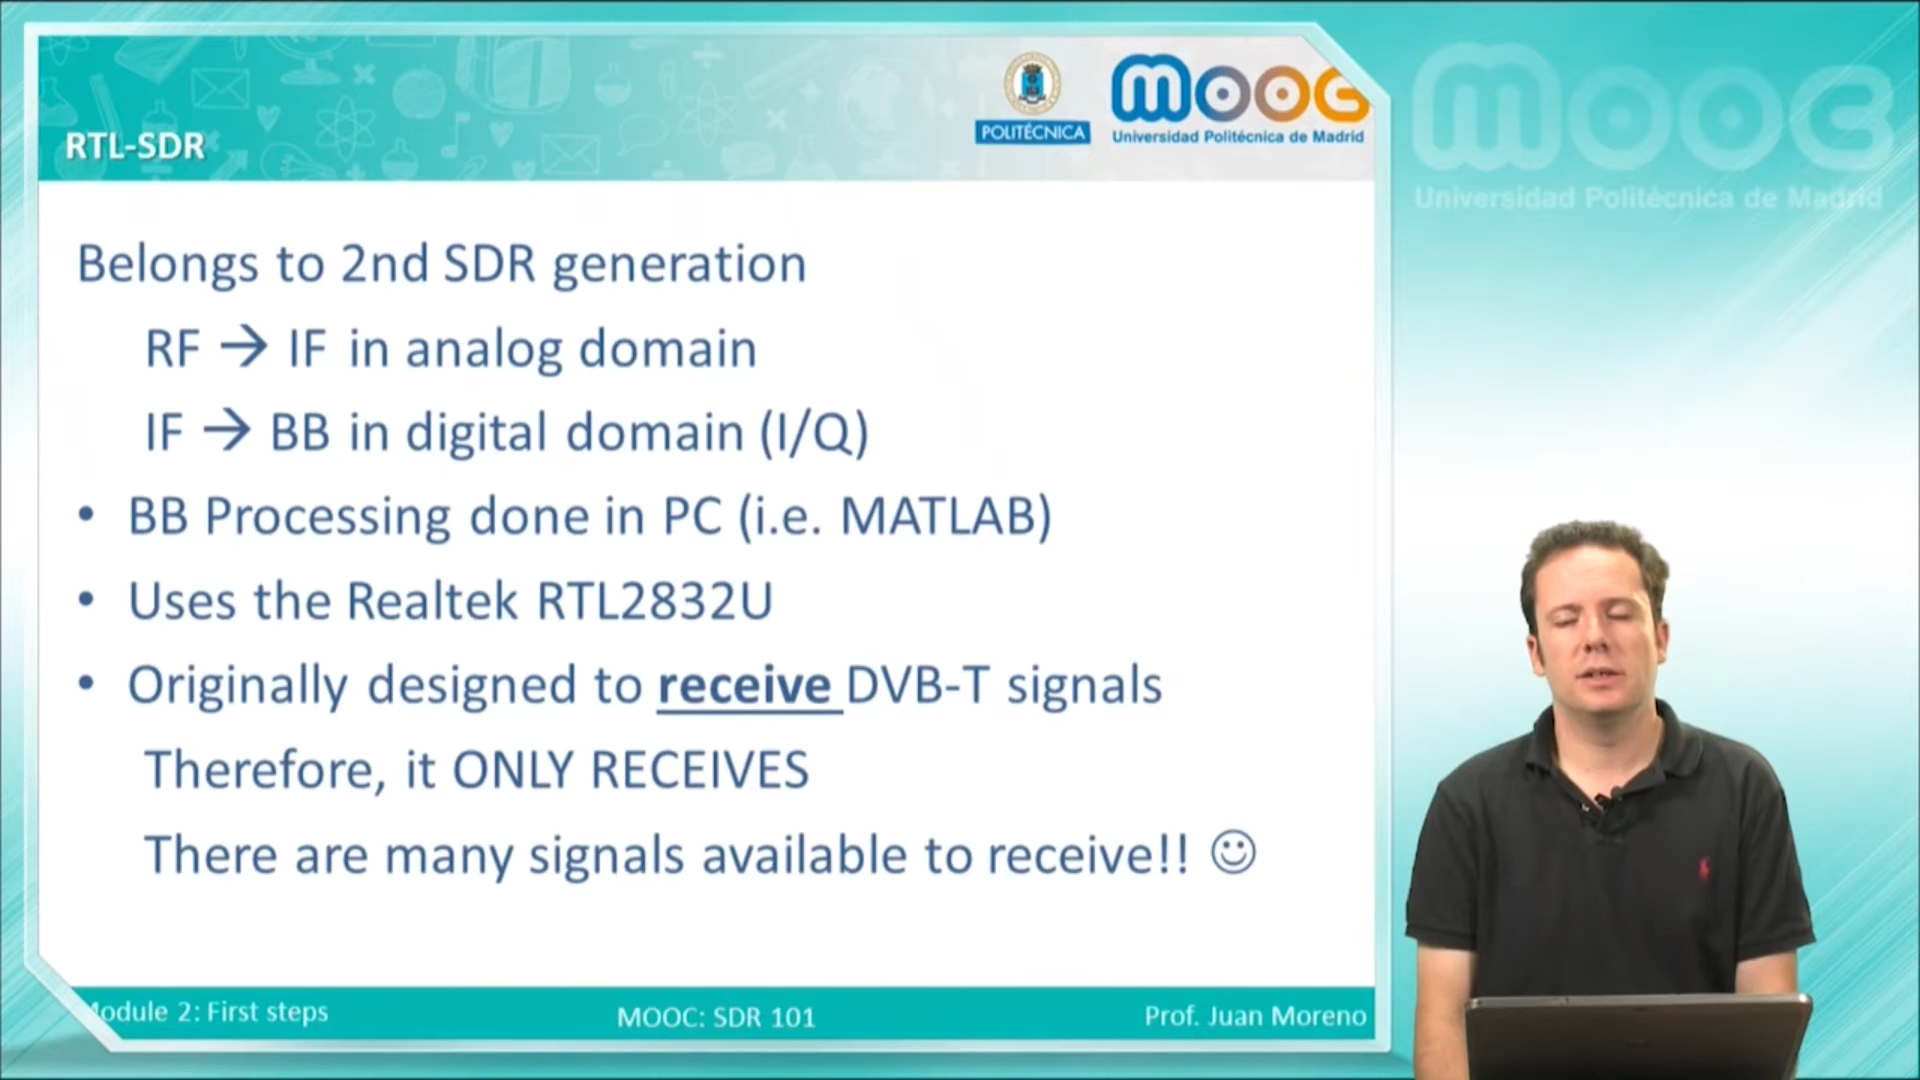 RTL-SDR
POLITÉCNICA
mooc
Universidad Politécnica de Madrid
mooc
Universidad Politécnica de Madrid
Belongs to 2nd SDR generation
RF → IF in analog domain
IF → BB in digital domain (I/Q)
• BB Processing done in PC (i.e. MATLAB)
• Uses the Realtek RTL2832U
• Originally designed to receive DVB-T signals
Therefore, it ONLY RECEIVES
There are many signals available to receive!! ☺
Module 2: First steps
MOOC: SDR 101
Prof. Juan Moreno